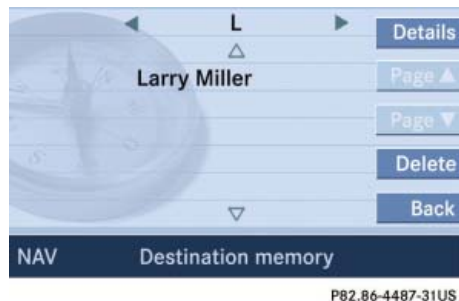 L
Details
Larry Miller
Page
Page
Delete
Back
NAV Destination memory
P82.86-4487-31US